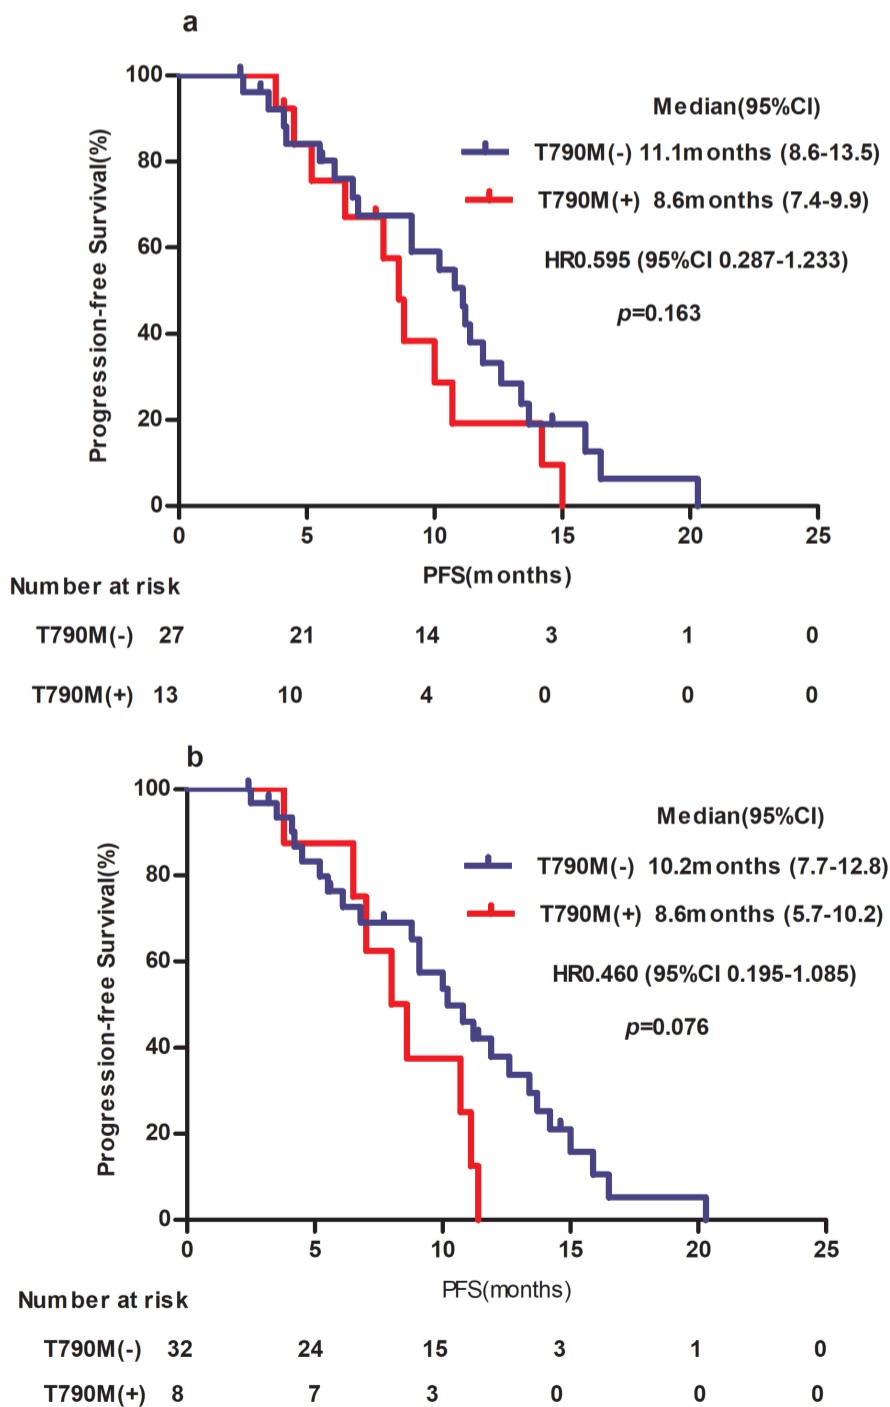 a
Progression-free Survival(%)
100
80
60
40
20
0
0 5 10 15 20 25
PFS(months)
Median(95%CI)
T790M(-) 11.1months (8.6-13.5)
T790M(+) 8.6months (7.4-9.9)
HR0.595 (95%CI 0.287-1.233)
p=0.163
Number at risk
T790M(-) 27 21 14 3 1 0
T790M(+) 13 10 4 0 0 0
b
Progression-free Survival(%)
100
80
60
40
20
0
0 5 10 15 20 25
PFS(months)
Median(95%CI)
T790M(-) 10.2months (7.7-12.8)
T790M(+) 8.6months (5.7-10.2)
HR0.460 (95%CI 0.195-1.085)
p=0.076
Number at risk
T790M(-) 32 24 15 3 1 0
T790M(+) 8 7 3 0 0 0